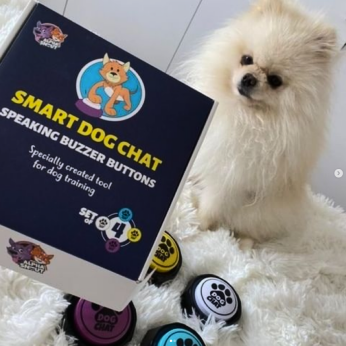 SMART DOG CHAT
SPEAKING BUZZER BUTTONS
Specially created tool
for dog training
SET
OF
4
DOG
CHAT
DOG
CHAT